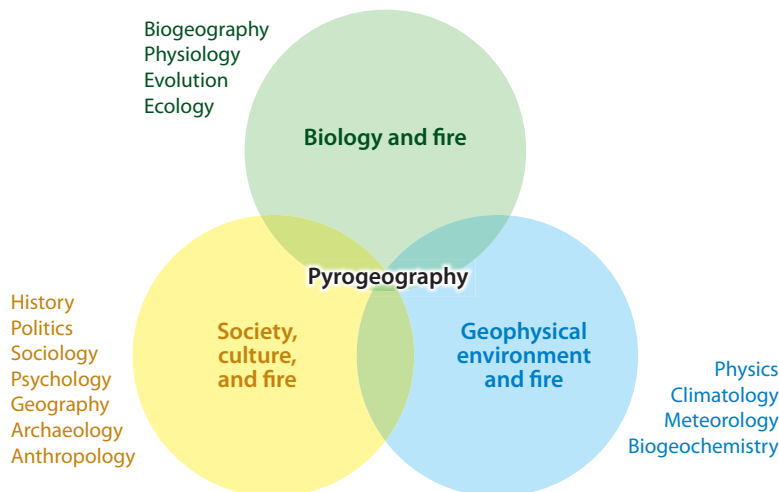 Biogeography
Physiology
Evolution
Ecology
Biology and fire
Pyrogeography
History
Politics
Sociology
Psychology
Geography
Archaeology
Anthropology
Society,
culture,
and fire
Geophysical
environment
and fire
Physics
Climatology
Meteorology
Biogeochemistry